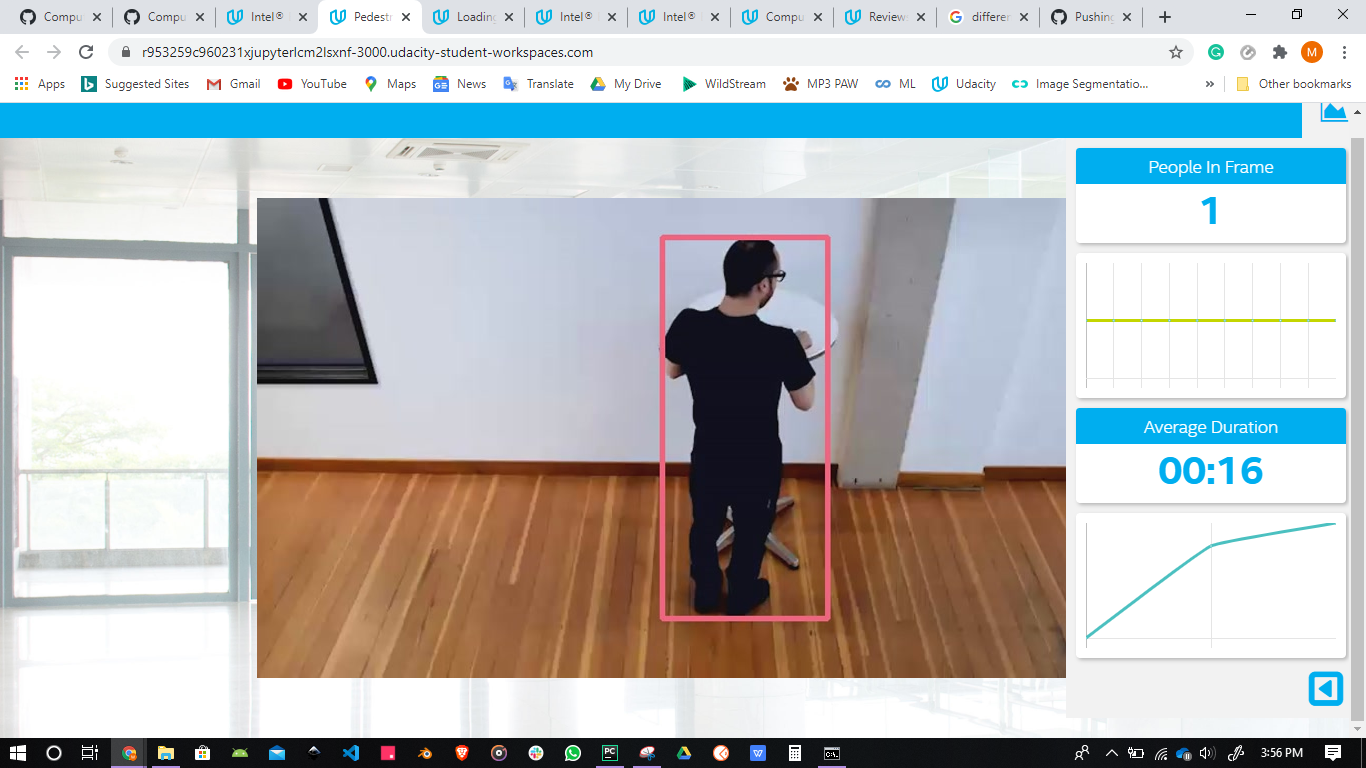 Compu
Compu
Intel®
Pedest
Loading
Intel®
Intel®
Compu
Review
differen
Pushing
r953259c960231xjupyterlcm2lsxnf-3000.udacity-student-workspaces.com
M
Apps
Suggested Sites
Gmail
YouTube
Maps
News
Translate
My Drive
WildStream
MP3 PAW
ML
Udacity
Image Segmentatio...
»
Other bookmarks
People In Frame
1
Average Duration
00:16
3:56 PM